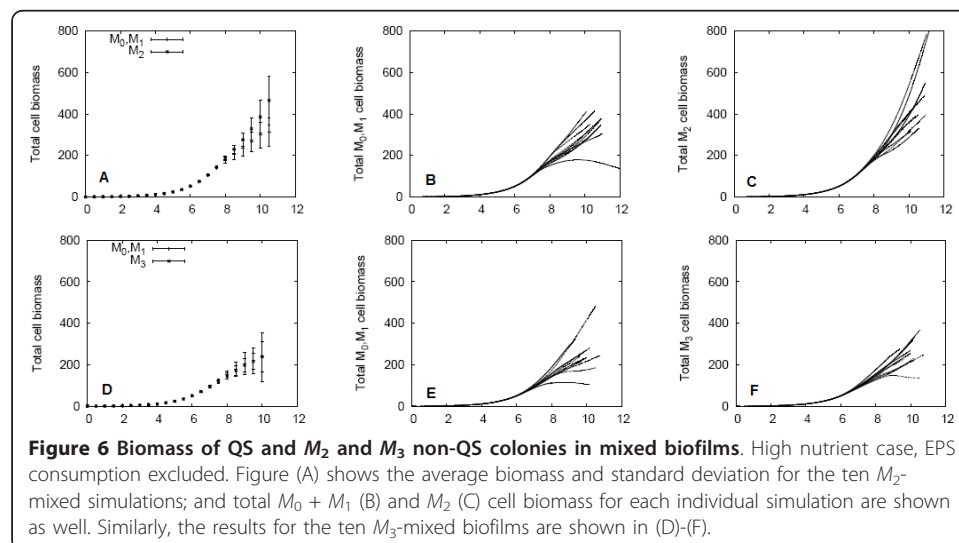 M₀,M₁
M₂
Total cell biomass
800
600
400
200
0
A
0 2 4 6 8 10 12
Total M₀,M₁ cell biomass
800
600
400
200
0
B
0 2 4 6 8 10 12
Total M₂ cell biomass
800
600
400
200
0
C
0 2 4 6 8 10 12
M₀,M₁
M₃
Total cell biomass
800
600
400
200
0
D
0 2 4 6 8 10 12
Total M₀,M₁ cell biomass
800
600
400
200
0
E
0 2 4 6 8 10 12
Total M₃ cell biomass
800
600
400
200
0
F
0 2 4 6 8 10 12
Figure 6 Biomass of QS and M₂ and M₃ non-QS colonies in mixed biofilms. High nutrient case, EPS
consumption excluded. Figure (A) shows the average biomass and standard deviation for the ten M₂-
mixed simulations; and total M₀ + M₁ (B) and M₂ (C) cell biomass for each individual simulation are shown
as well. Similarly, the results for the ten M₃-mixed biofilms are shown in (D)-(F).